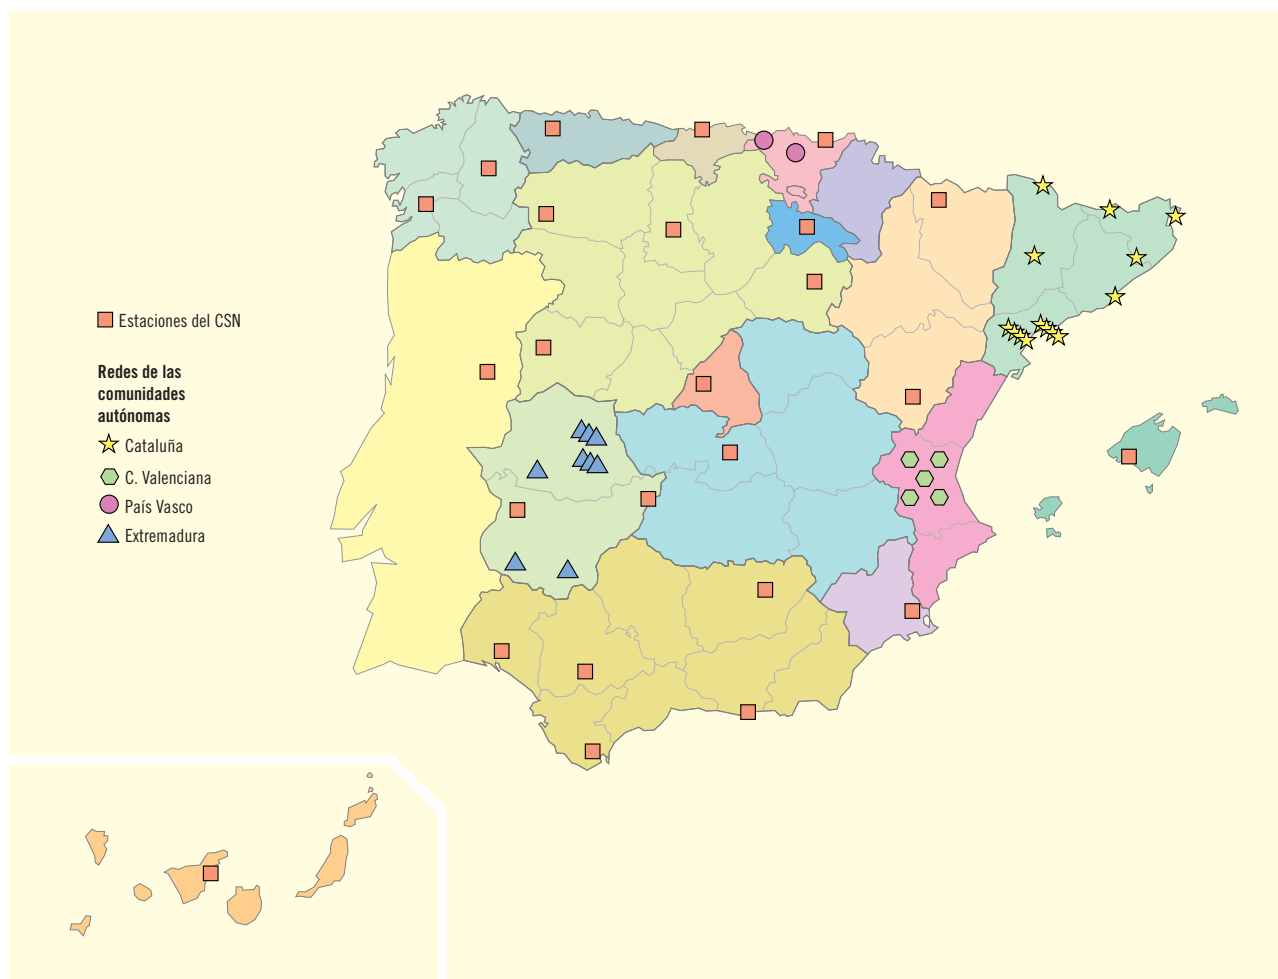 Estaciones del CSN
Redes de las
comunidades
autónomas
Cataluña
C. Valenciana
País Vasco
Extremadura